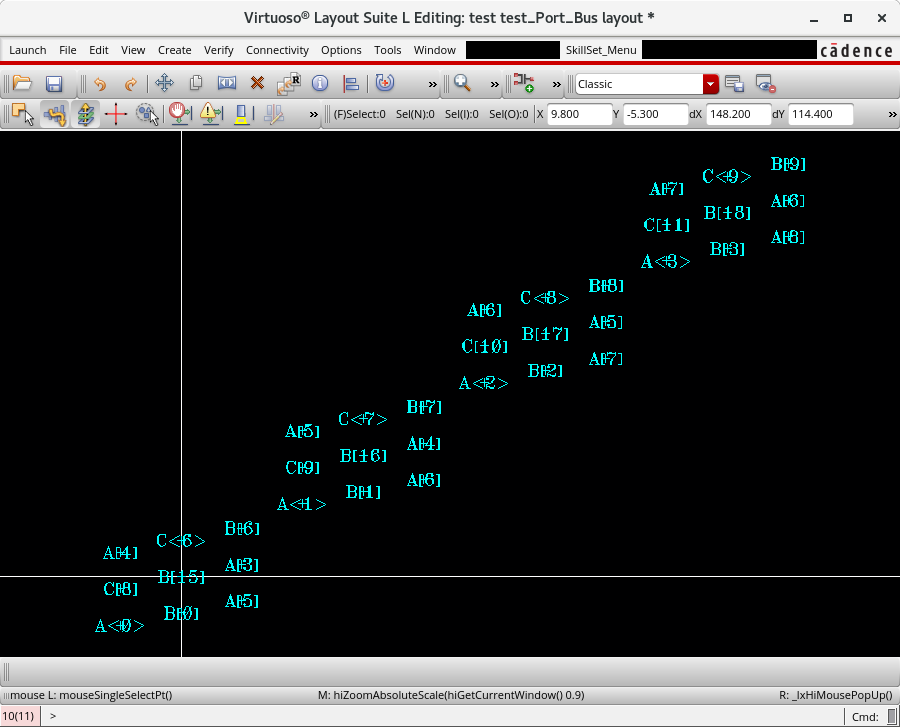 Virtuoso® Layout Suite L Editing: test test_Port_Bus layout *
Launch File Edit View Create Verify Connectivity Options Tools Window SkillSet_Menu cādence
R » » » Classic
» (F)Select:0 Sel(N):0 Sel(I):0 Sel(O):0 X 9.800 Y -5.300 dX 148.200 dY 114.400 »
B[9]
C<9>
A[7]
A[6]
B[18]
C[11]
A[8]
B[3]
A<3>
B[8]
C<8>
A[6]
A[5]
B[17]
C[10]
A[7]
B[2]
A<2>
B[7]
C<7>
A[5]
A[4]
B[16]
C[9]
A[6]
B[1]
A<1>
B[6]
C<6>
A[4]
A[3]
B[15]
C[8]
A[5]
B[0]
A<0>
mouse L: mouseSingleSelectPt() M: hiZoomAbsoluteScale(hiGetCurrentWindow() 0.9) R: _lxHiMousePopUp()
10(11) > Cmd: